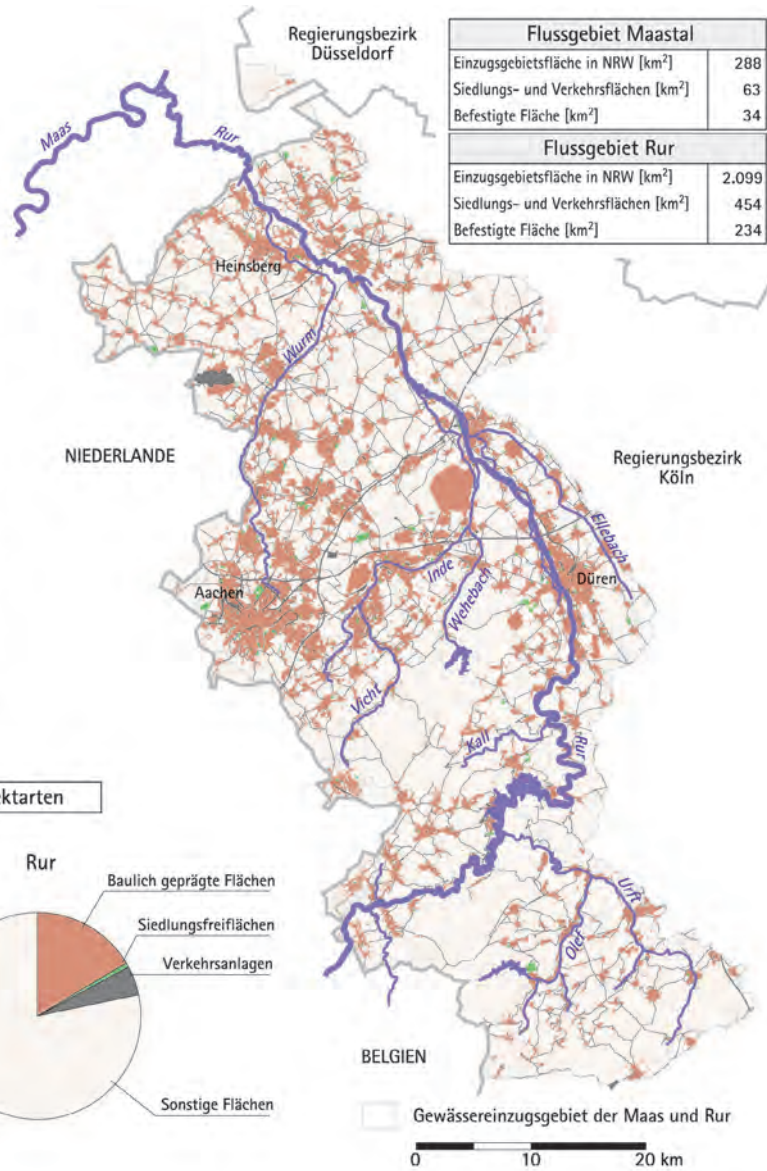 Regierungsbezirk
Düsseldorf
Flussgebiet Maastal
Einzugsgebietsfläche in NRW [km²] 288
Siedlungs- und Verkehrsflächen [km²] 63
Befestigte Fläche [km²] 34
Flussgebiet Rur
Einzugsgebietsfläche in NRW [km²] 2.099
Siedlungs- und Verkehrsflächen [km²] 454
Befestigte Fläche [km²] 234
Maas
Rur
Heinsberg
Wurm
NIEDERLANDE
Regierungsbezirk
Köln
Ellebach
Inde
Düren
Aachen
Wehebach
Vicht
Kall
Rur
ktarten
Rur
Baulich geprägte Flächen
Siedlungsfreiflächen
Verkehrsanlagen
Sonstige Flächen
Urft
Olef
BELGIEN
Gewässereinzugsgebiet der Maas und Rur
0 10 20 km